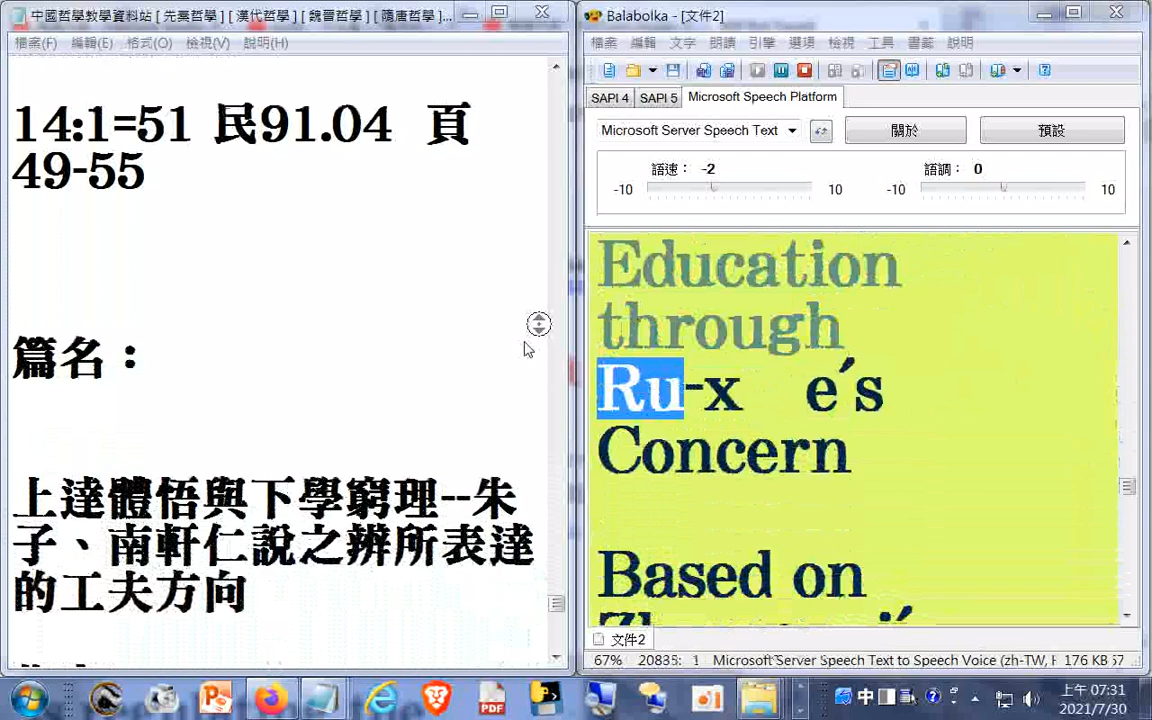 中國哲學教學資料站 [ 先秦哲學 ] [ 漢代哲學 ] [ 魏晉哲學 ] [ 隋唐哲學 ]...
檔案(F) 編輯(E) 格式(O) 檢視(V) 說明(H)
14:1=51 民91.04 頁
49-55
篇名：
上達體悟與下學窮理--朱
子、南軒仁說之辨所表達
的工夫方向
Balabolka - [文件2]
檔案 編輯 文字 朗讀 引擎 選項 檢視 工具 書籤 說明
SAPI 4 SAPI 5 Microsoft Speech Platform
Microsoft Server Speech Text 關於 預設
語速： -2 語調： 0
-10 10 -10 10
Education
through
Ru-x e′s
Concern
Based on
文件2
67% 20835: 1 Microsoft Server Speech Text to Speech Voice (zh-TW, H 176 KB 57
中
上午 07:31
2021/7/30